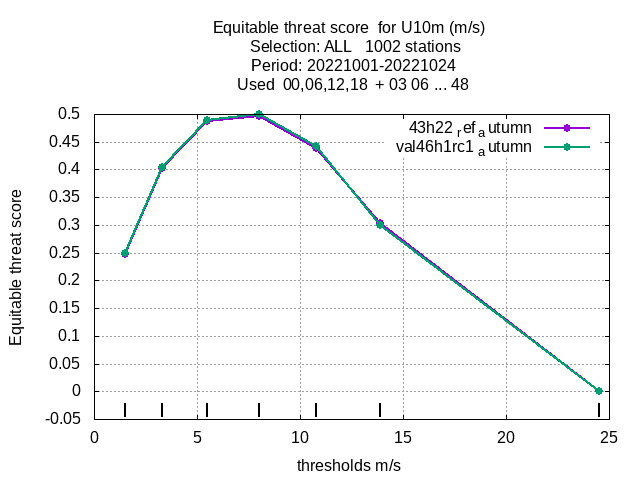 Equitable threat score  for U10m (m/s)
Selection: ALL   1002 stations
Period: 20221001-20221024
Used  00,06,12,18  + 03 06 ... 48
43h22 ref a utumn
val46h1rc1 a utumn
Equitable threat score
0.5
0.45
0.4
0.35
0.3
0.25
0.2
0.15
0.1
0.05
0
-0.05
0 5 10 15 20 25
thresholds m/s